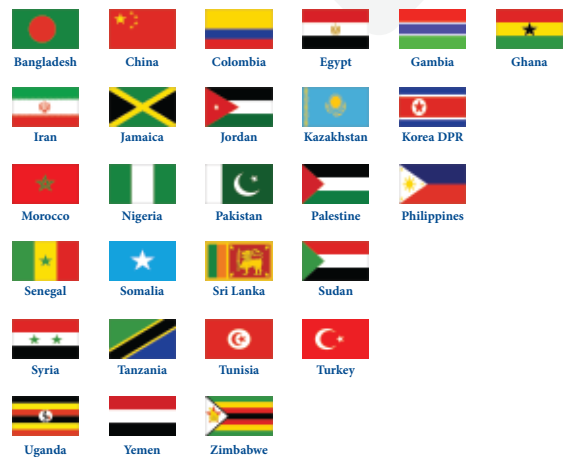 Bangladesh China Colombia Egypt Gambia Ghana
Iran Jamaica Jordan Kazakhstan Korea DPR
Morocco Nigeria Pakistan Palestine Philippines
Senegal Somalia Sri Lanka Sudan
Syria Tanzania Tunisia Turkey
Uganda Yemen Zimbabwe